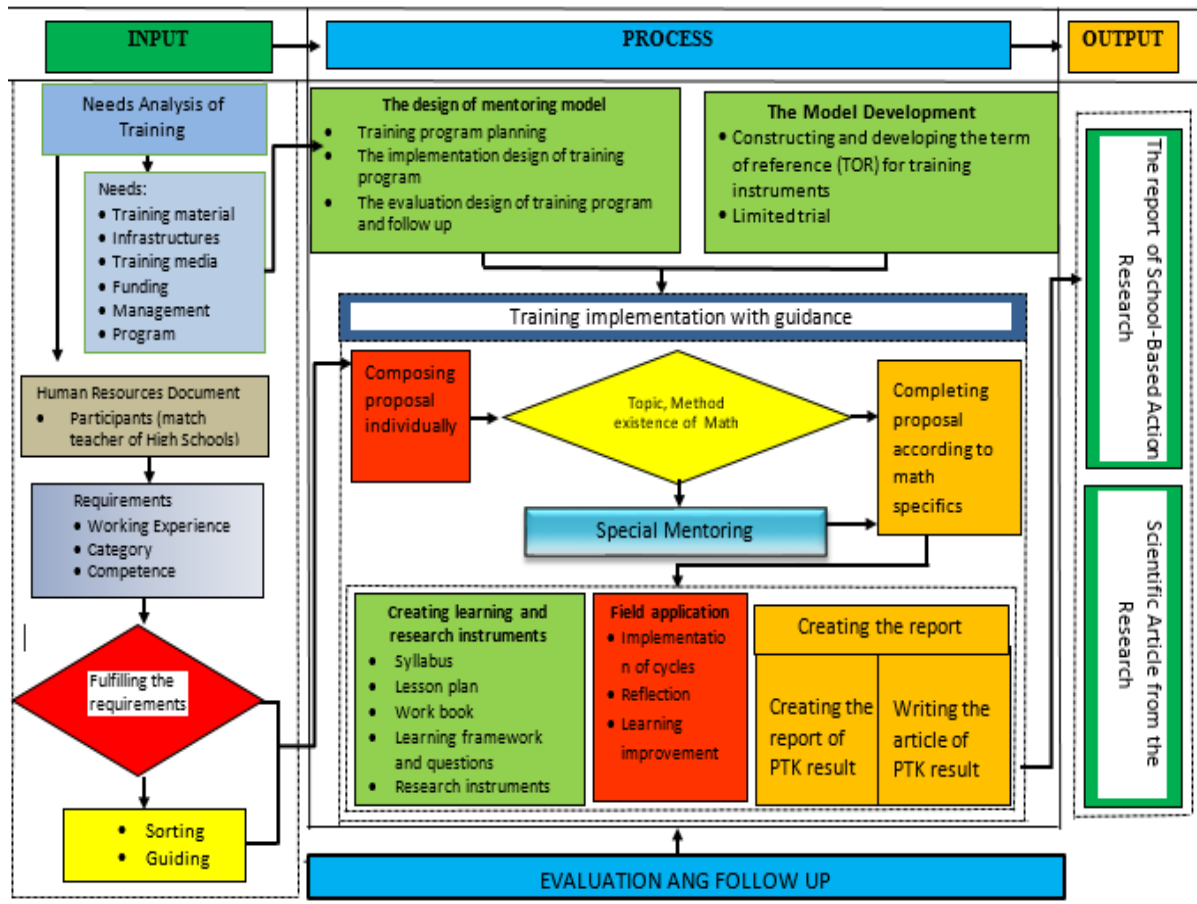 INPUT
PROCESS
OUTPUT
Needs Analysis of
Training
Needs:
• Training material
• Infrastructures
• Training media
• Funding
• Management
• Program
Human Resources Document
• Participants (match
teacher of High Schools)
Requirements
• Working Experience
• Category
• Competence
Fulfilling the
requirements
• Sorting
• Guiding
The design of mentoring model
• Training program planning
• The implementation design of training
program
• The evaluation design of training program
and follow up
The Model Development
• Constructing and developing the term
of reference (TOR) for training
instruments
• Limited trial
Training implementation with guidance
Composing
proposal
individually
Topic, Method
existence of Math
Completing
proposal
according to
math
specifics
Special Mentoring
Creating learning and
research instruments
• Syllabus
• Lesson plan
• Work book
• Learning framework
and questions
• Research instruments
Field application
• Implementatio
n of cycles
• Reflection
• Learning
improvement
Creating the report
Creating the
report of
PTK result
Writing the
article of
PTK result
EVALUATION ANG FOLLOW UP
The report of School-Based Action
Research
Scientific Article from the
Research